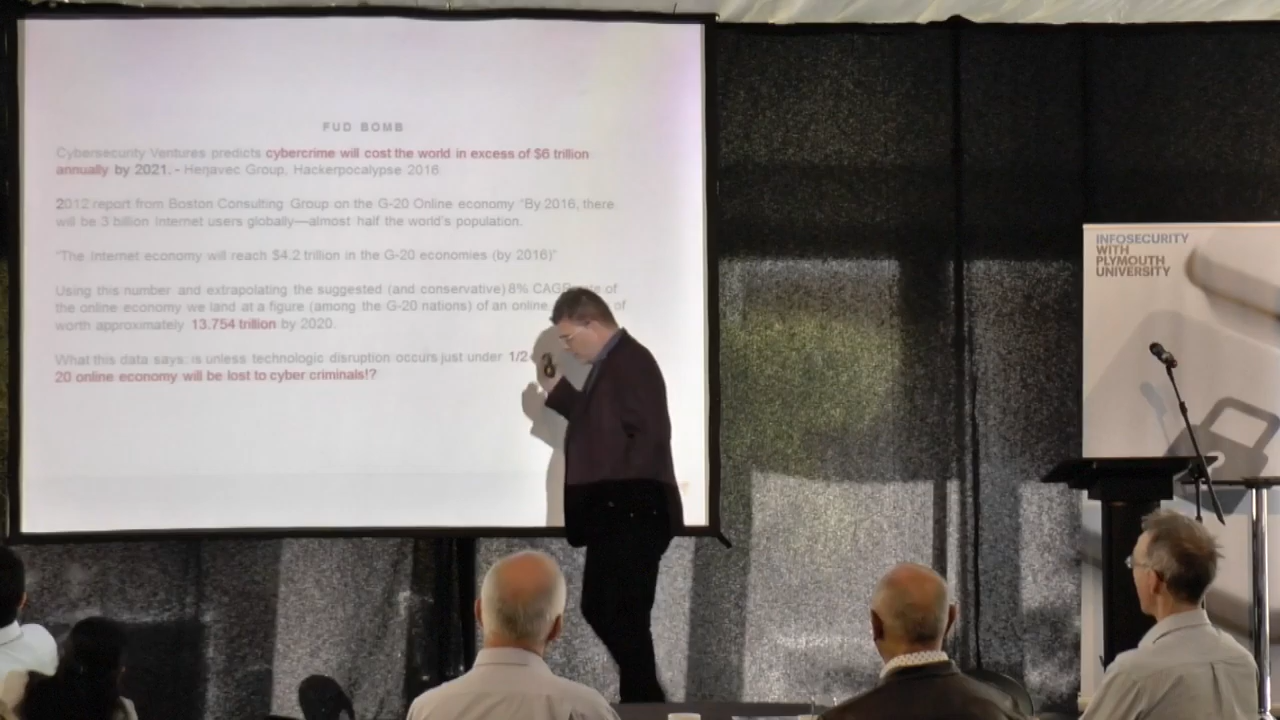 FUD BOMB
Cybersecurity Ventures predicts cybercrime will cost the world in excess of $6 trillion
annually by 2021. - Herjavec Group, Hackerpocalypse 2016
2012 report from Boston Consulting Group on the G-20 Online economy "By 2016, there
will be 3 billion Internet users globally—almost half the world's population.
"The Internet economy will reach $4.2 trillion in the G-20 economies (by 2016)"
Using this number and extrapolating the suggested (and conservative) 8% CAGR of
the online economy we land at a figure (among the G-20 nations) of an online of
worth approximately 13.754 trillion by 2020.
What this data says: is unless technologic disruption occurs just under 1/2
20 online economy will be lost to cyber criminals!?
INFOSECURITY
WITH
PLYMOUTH
UNIVERSITY